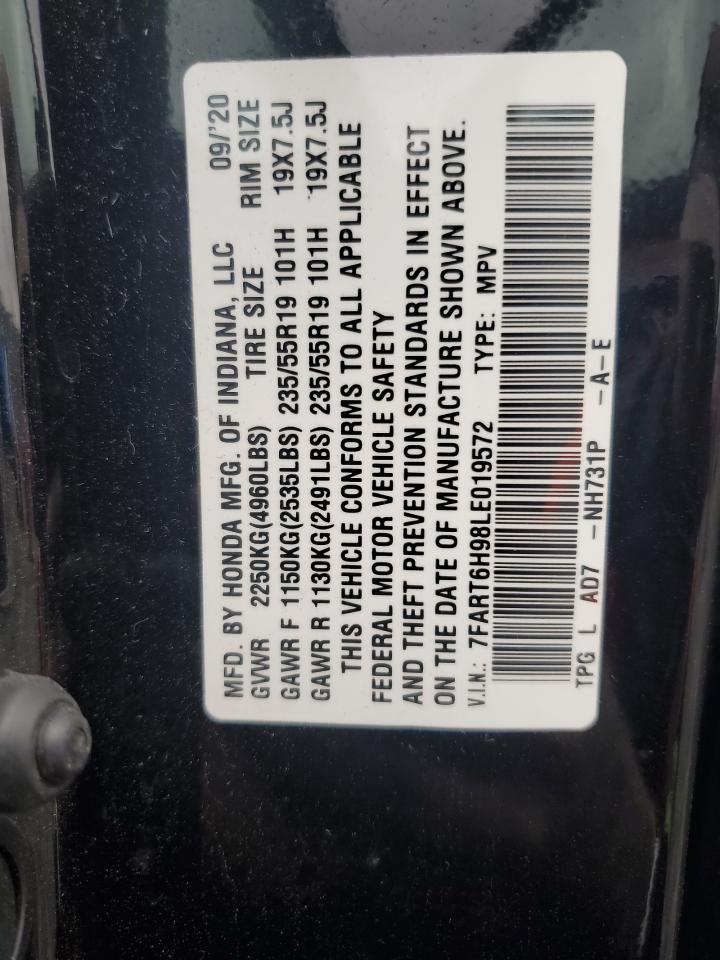 MFD. BY HONDA MFG. OF INDIANA, LLC 09/'20
GVWR 2250KG(4960LBS) TIRE SIZE RIM SIZE
GAWR F 1150KG(2535LBS) 235/55R19 101H 19X7.5J
GAWR R 1130KG(2491LBS) 235/55R19 101H 19X7.5J
THIS VEHICLE CONFORMS TO ALL APPLICABLE
FEDERAL MOTOR VEHICLE SAFETY
AND THEFT PREVENTION STANDARDS IN EFFECT
ON THE DATE OF MANUFACTURE SHOWN ABOVE.
V.I.N.: 7FART6H98LE019572 TYPE: MPV
TPG L AD7 -NH731P -A-E